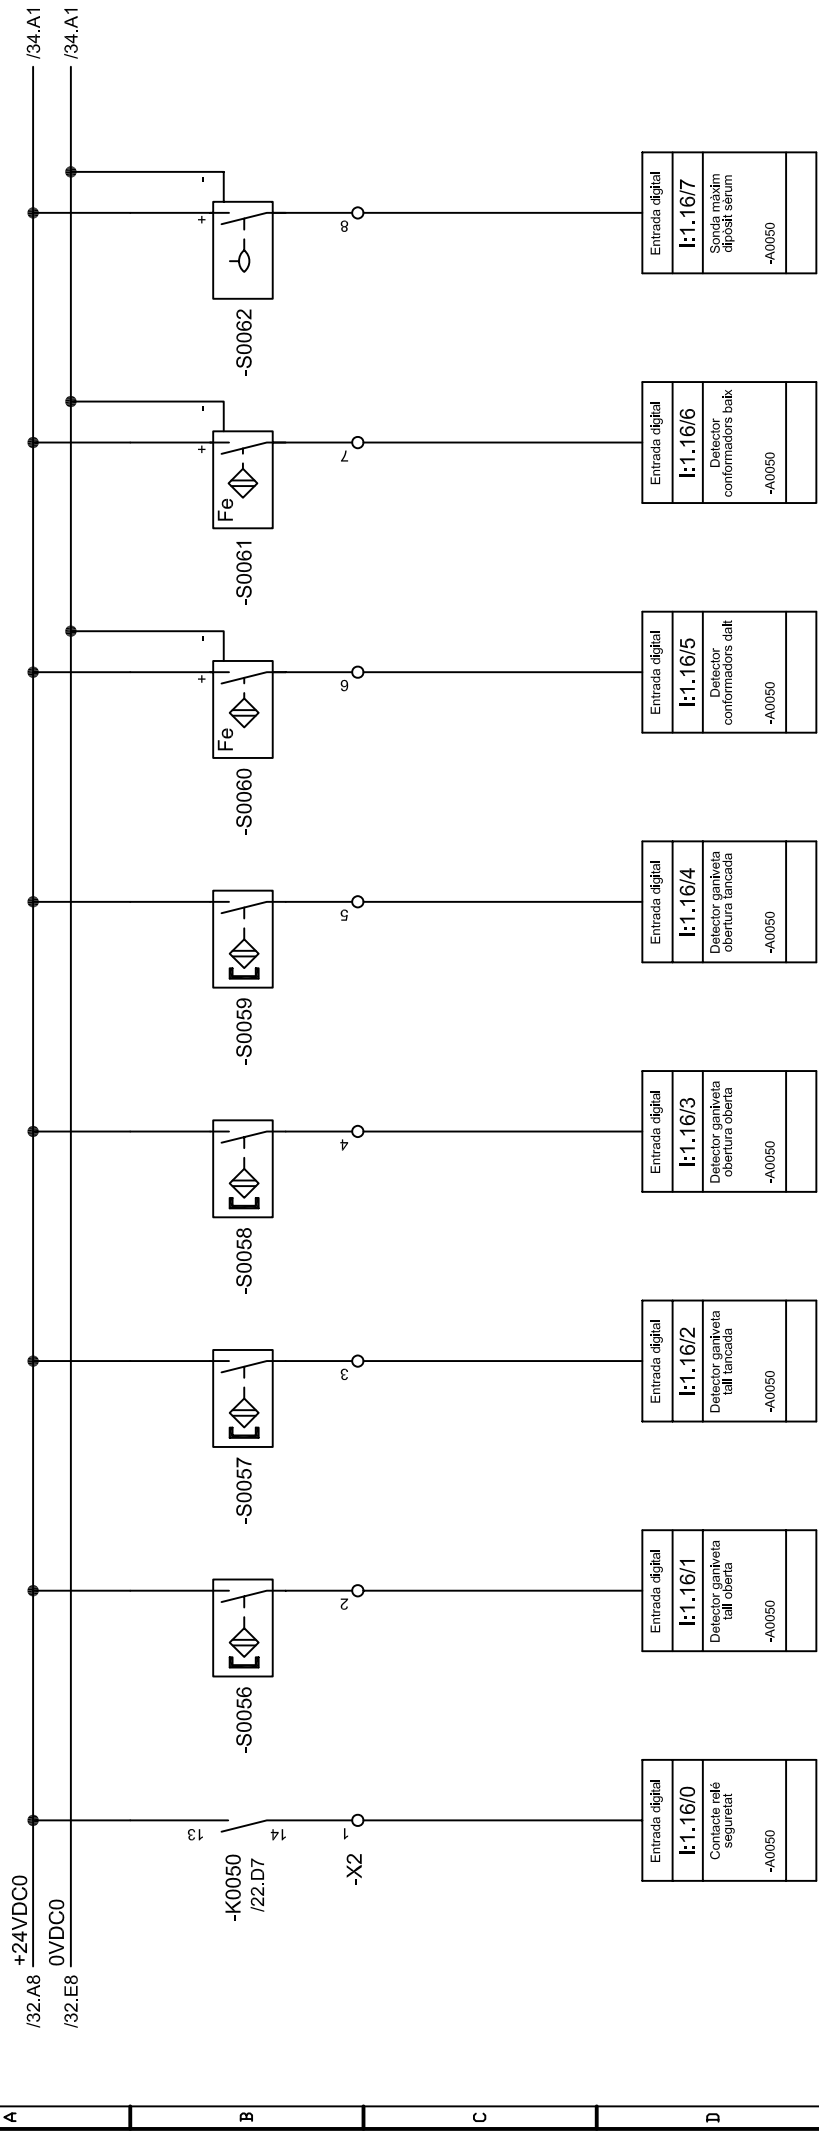 /32.A8 +24VDC0 /34.A1
/32.E8 0VDC0 /34.A1
A
B
C
D
13
14
-K0050
/22.D7
1
-X2
-S0056
2
-S0057
3
-S0058
4
-S0059
5
Fe
+
-
-S0060
6
Fe
+
-
-S0061
7
+
-
-S0062
8
Entrada digital
I:1.16/0
Contacte relé
seguretat
-A0050
Entrada digital
I:1.16/1
Detector ganiveta
tall oberta
-A0050
Entrada digital
I:1.16/2
Detector ganiveta
tall tancada
-A0050
Entrada digital
I:1.16/3
Detector ganiveta
obertura oberta
-A0050
Entrada digital
I:1.16/4
Detector ganiveta
obertura tancada
-A0050
Entrada digital
I:1.16/5
Detector
conformadors dalt
-A0050
Entrada digital
I:1.16/6
Detector
conformadors baix
-A0050
Entrada digital
I:1.16/7
Sonda màxim
dipòsit sèrum
-A0050